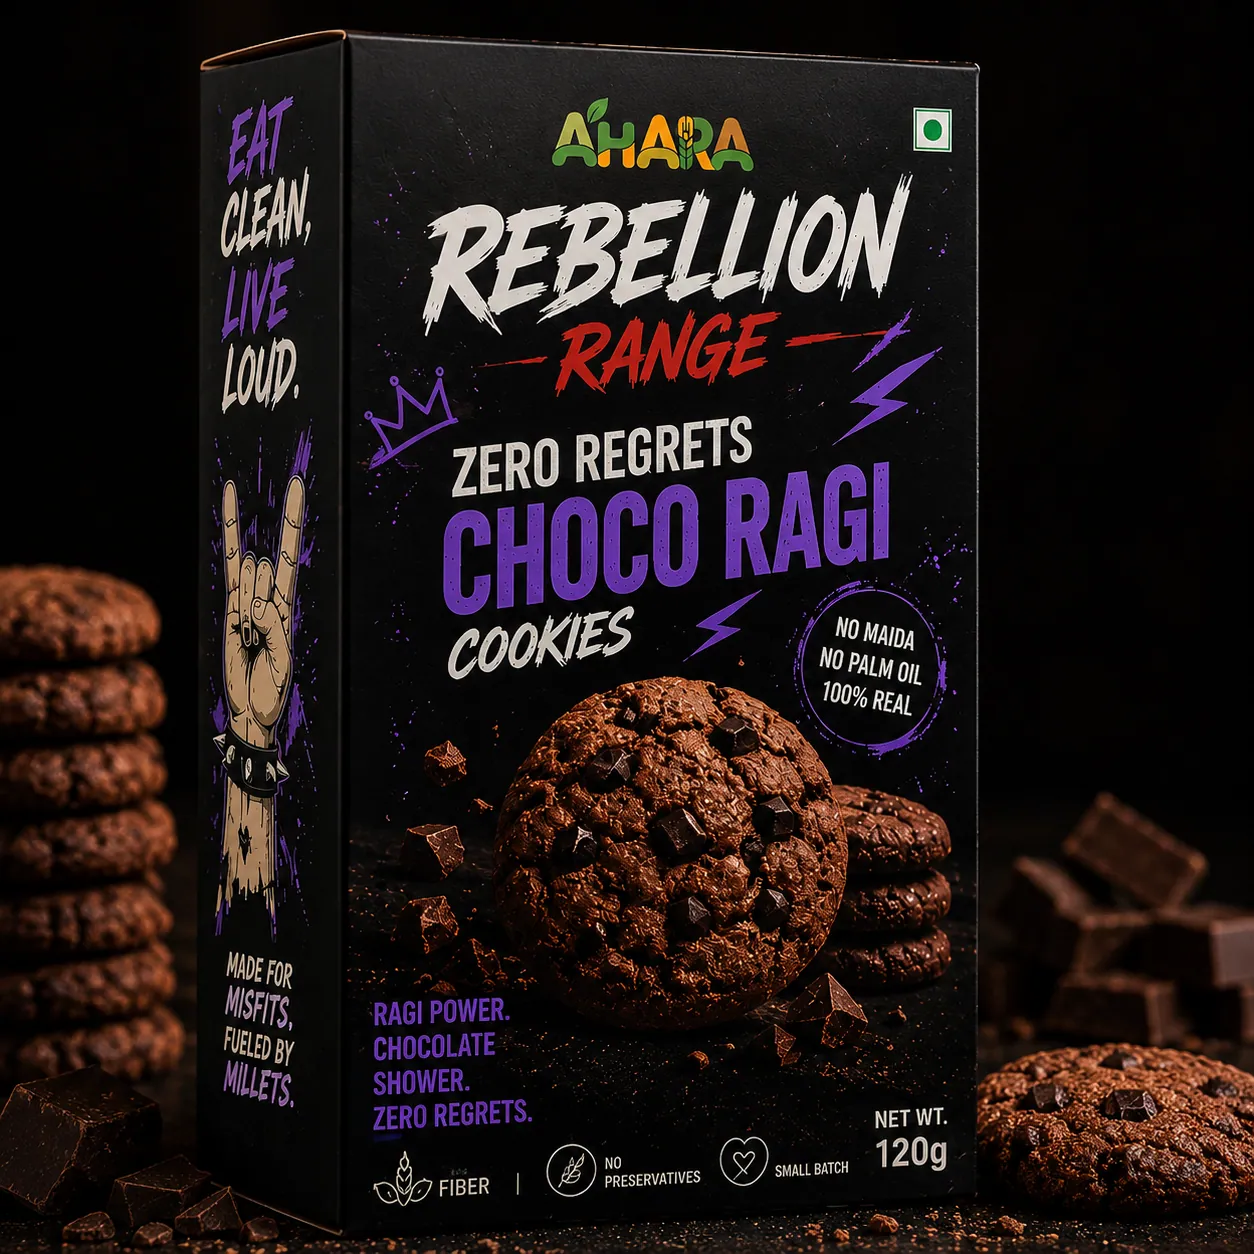 EAT
CLEAN,
LIVE
LOUD.
MADE FOR
MISFITS.
FUELED BY
MILLETS.
A'HARA
REBELLION
RANGE
ZERO REGRETS
CHOCO RAGI
COOKIES
NO MAIDA
NO PALM OIL
100% REAL
RAGI POWER.
CHOCOLATE
SHOWER.
ZERO REGRETS.
FIBER
NO
PRESERVATIVES
SMALL BATCH
NET WT.
120g